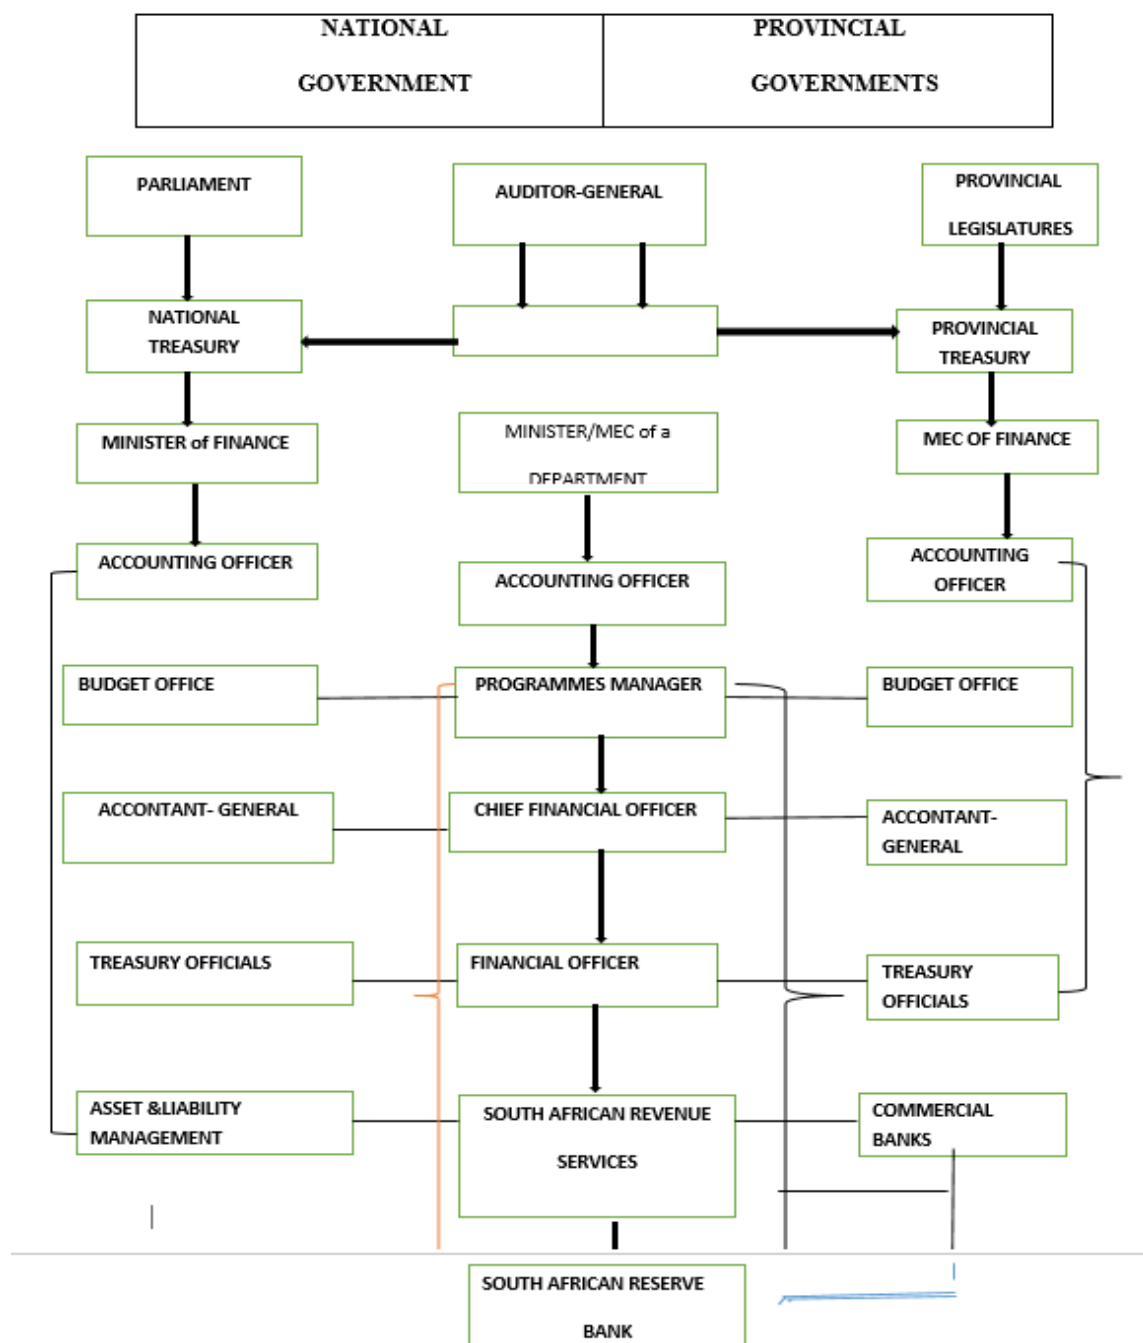 NATIONAL
GOVERNMENT
PROVINCIAL
GOVERNMENTS
PARLIAMENT
AUDITOR-GENERAL
PROVINCIAL
LEGISLATURES
NATIONAL
TREASURY
PROVINCIAL
TREASURY
MINISTER of FINANCE
MINISTER/MEC of a
DEPARTMENT
MEC OF FINANCE
ACCOUNTING OFFICER
ACCOUNTING OFFICER
ACCOUNTING
OFFICER
BUDGET OFFICE
PROGRAMMES MANAGER
BUDGET OFFICE
ACCONTANT- GENERAL
CHIEF FINANCIAL OFFICER
ACCONTANT-
GENERAL
TREASURY OFFICIALS
FINANCIAL OFFICER
TREASURY
OFFICIALS
ASSET &LIABILITY
MANAGEMENT
SOUTH AFRICAN REVENUE
SERVICES
COMMERCIAL
BANKS
SOUTH AFRICAN RESERVE
BANK